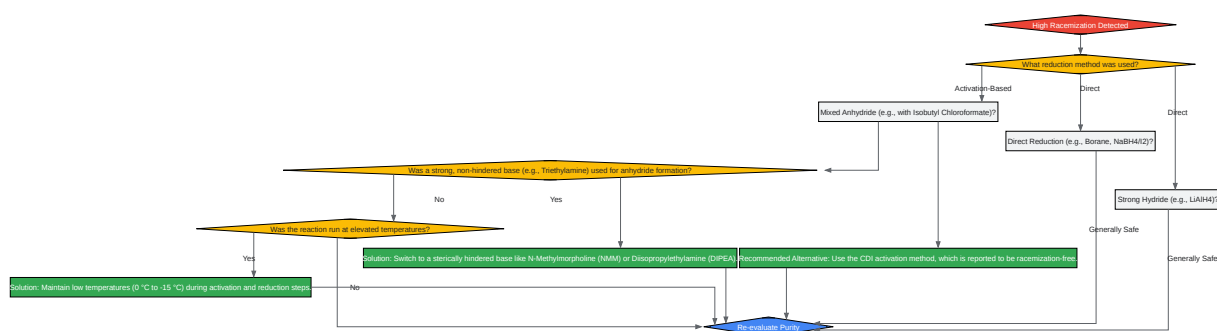 High Racemization Detected
What reduction method was used?
Activation-Based
Direct
Direct
Mixed Anhydride (e.g., with Isobutyl Chloroformate)?
Direct Reduction (e.g., Borane, NaBH4/I2)?
Was a strong, non-hindered base (e.g., Triethylamine) used for anhydride formation?
Strong Hydride (e.g., LiAlH4)?
No
Yes
Was the reaction run at elevated temperatures?
Generally Safe
Yes
Solution: Switch to a sterically hindered base like N-Methylmorpholine (NMM) or Diisopropylethylamine (DIPEA).
Recommended Alternative: Use the CDI activation method, which is reported to be racemization-free.
Generally Safe
Solution: Maintain low temperatures (0 °C to -15 °C) during activation and reduction steps.
No
Re-evaluate Purity